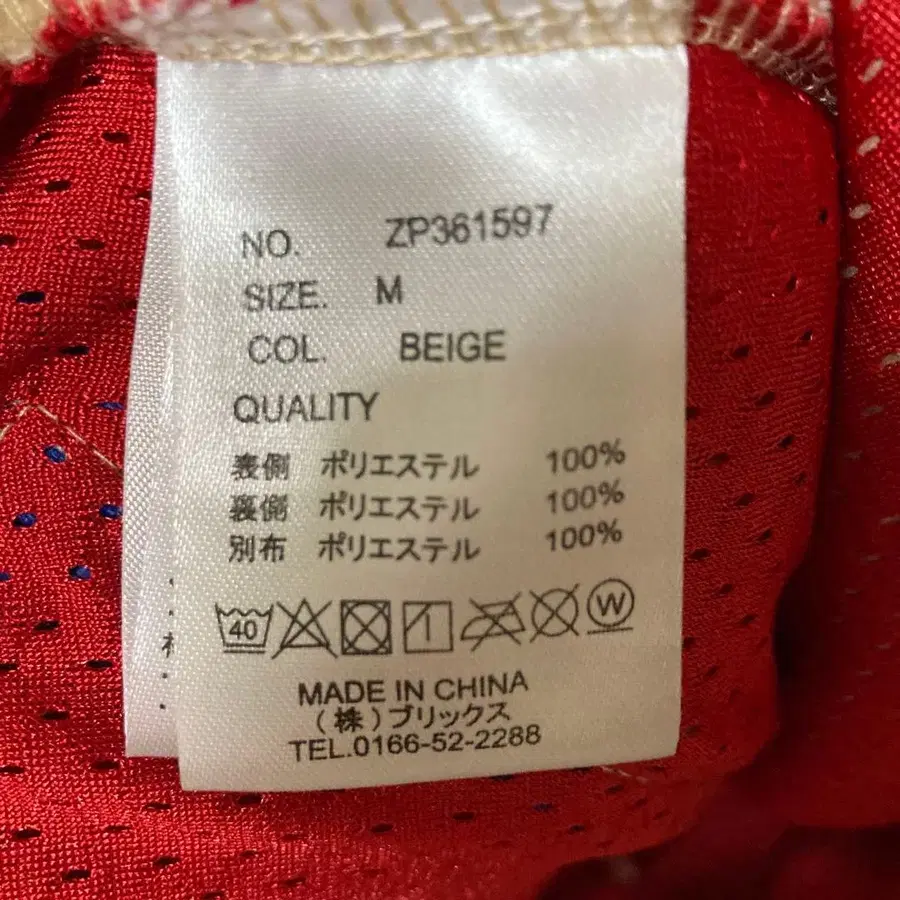 NO. ZP361597
SIZE. M
COL. BEIGE
QUALITY
表側 ポリエステル 100%
裏側 ポリエステル 100%
別布 ポリエステル 100%
40 W
MADE IN CHINA
(株)ブリックス
TEL.0166-52-2288